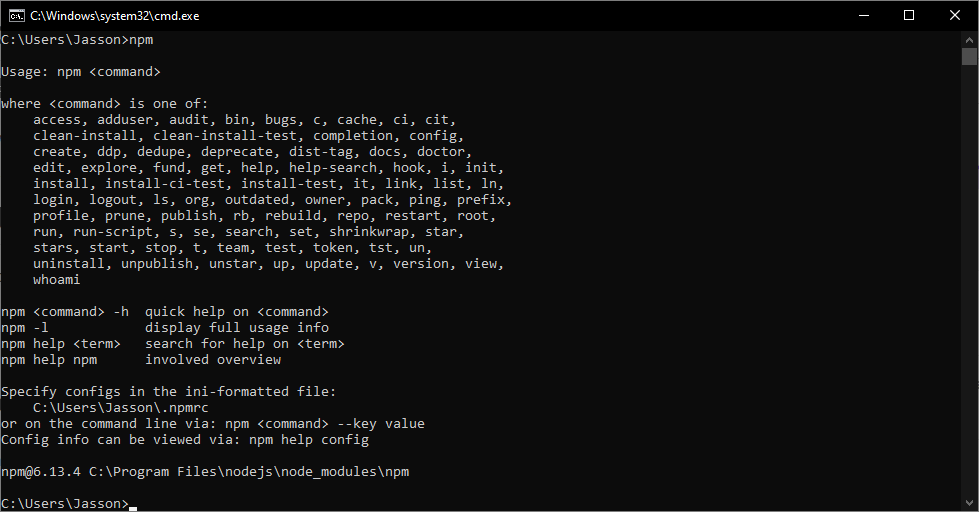 C:\Windows\system32\cmd.exe
C:\Users\Jasson>npm
Usage: npm <command>
where <command> is one of:
    access, adduser, audit, bin, bugs, c, cache, ci, cit,
    clean-install, clean-install-test, completion, config,
    create, ddp, dedupe, deprecate, dist-tag, docs, doctor,
    edit, explore, fund, get, help, help-search, hook, i, init,
    install, install-ci-test, install-test, it, link, list, ln,
    login, logout, ls, org, outdated, owner, pack, ping, prefix,
    profile, prune, publish, rb, rebuild, repo, restart, root,
    run, run-script, s, se, search, set, shrinkwrap, star,
    stars, start, stop, t, team, test, token, tst, un,
    uninstall, unpublish, unstar, up, update, v, version, view,
    whoami
npm <command> -h  quick help on <command>
npm -l            display full usage info
npm help <term>   search for help on <term>
npm help npm      involved overview
Specify configs in the ini-formatted file:
    C:\Users\Jasson\.npmrc
or on the command line via: npm <command> --key value
Config info can be viewed via: npm help config
npm@6.13.4 C:\Program Files\nodejs\node_modules\npm
C:\Users\Jasson>